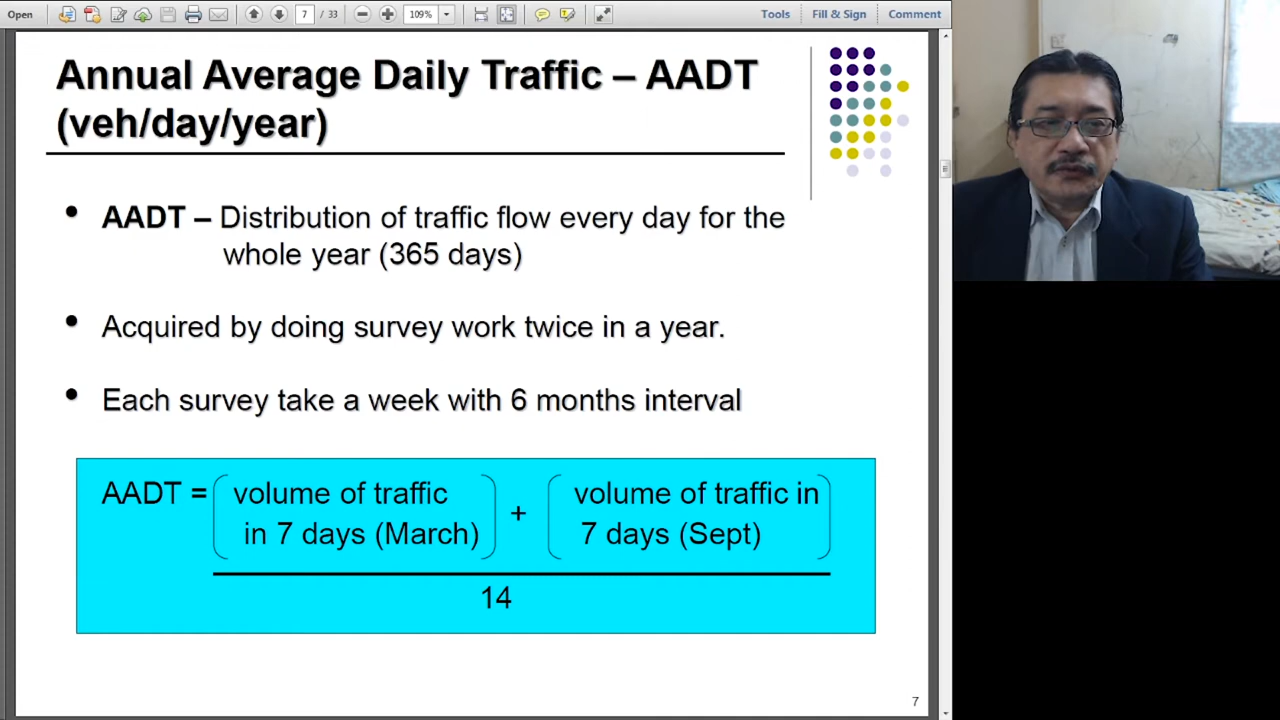 Open
7 / 33
109%
Tools
Fill & Sign
Comment
Annual Average Daily Traffic – AADT
(veh/day/year)
• AADT – Distribution of traffic flow every day for the
whole year (365 days)
• Acquired by doing survey work twice in a year.
• Each survey take a week with 6 months interval
AADT = volume of traffic + volume of traffic in
in 7 days (March) 7 days (Sept)
14
7